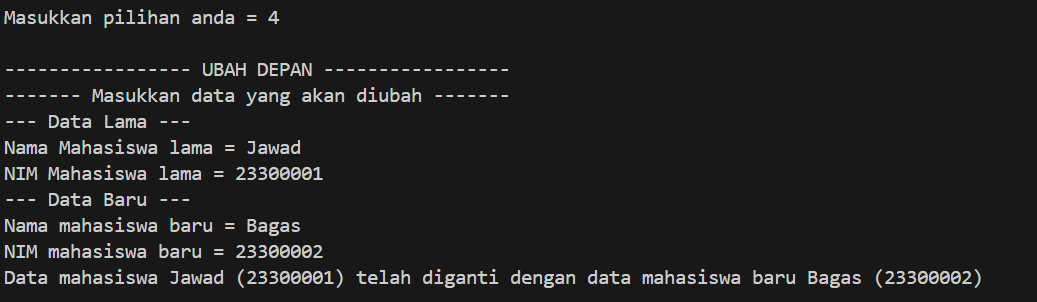 Masukkan pilihan anda = 4
----------------- UBAH DEPAN -----------------
------- Masukkan data yang akan diubah -------
--- Data Lama ---
Nama Mahasiswa lama = Jawad
NIM Mahasiswa lama = 23300001
--- Data Baru ---
Nama mahasiswa baru = Bagas
NIM mahasiswa baru = 23300002
Data mahasiswa Jawad (23300001) telah diganti dengan data mahasiswa baru Bagas (23300002)